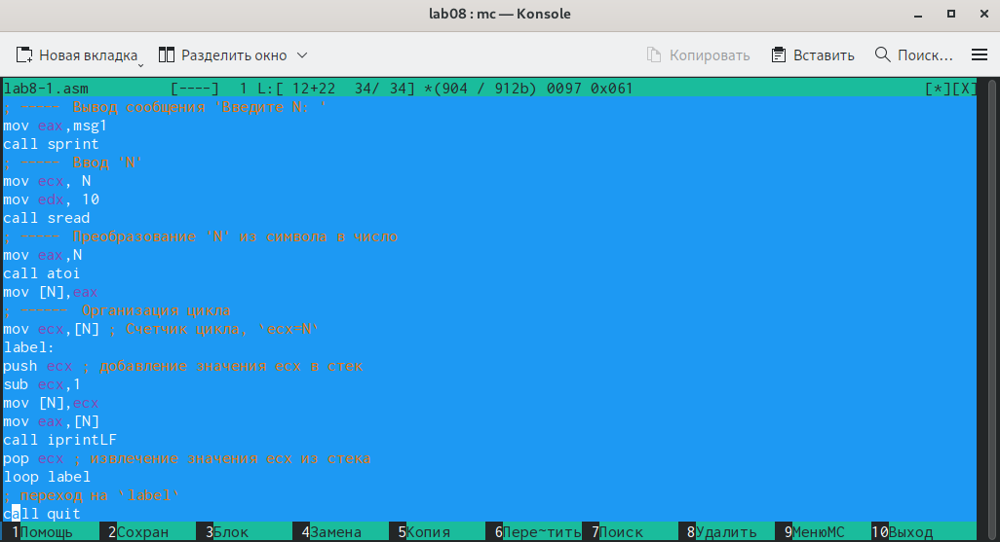 lab08 : mc — Konsole
Новая вкладка Разделить окно Копировать Вставить Поиск...
lab8-1.asm [----] 1 L:[ 12+22 34/ 34] *(904 / 912b) 0097 0x061 [*][X]
; ----- Вывод сообщения 'Введите N: '
mov eax,msg1
call sprint
; ----- Ввод 'N'
mov ecx, N
mov edx, 10
call sread
; ----- Преобразование 'N' из символа в число
mov eax,N
call atoi
mov [N],eax
; ------ Организация цикла
mov ecx,[N] ; Счетчик цикла, `ecx=N`
label:
push ecx ; добавление значения ecx в стек
sub ecx,1
mov [N],ecx
mov eax,[N]
call iprintLF
pop ecx ; извлечение значения ecx из стека
loop label
; переход на `label`
call quit
1Помощь 2Сохран 3Блок 4Замена 5Копия 6Пере~тить 7Поиск 8Удалить 9МенюМС 10Выход